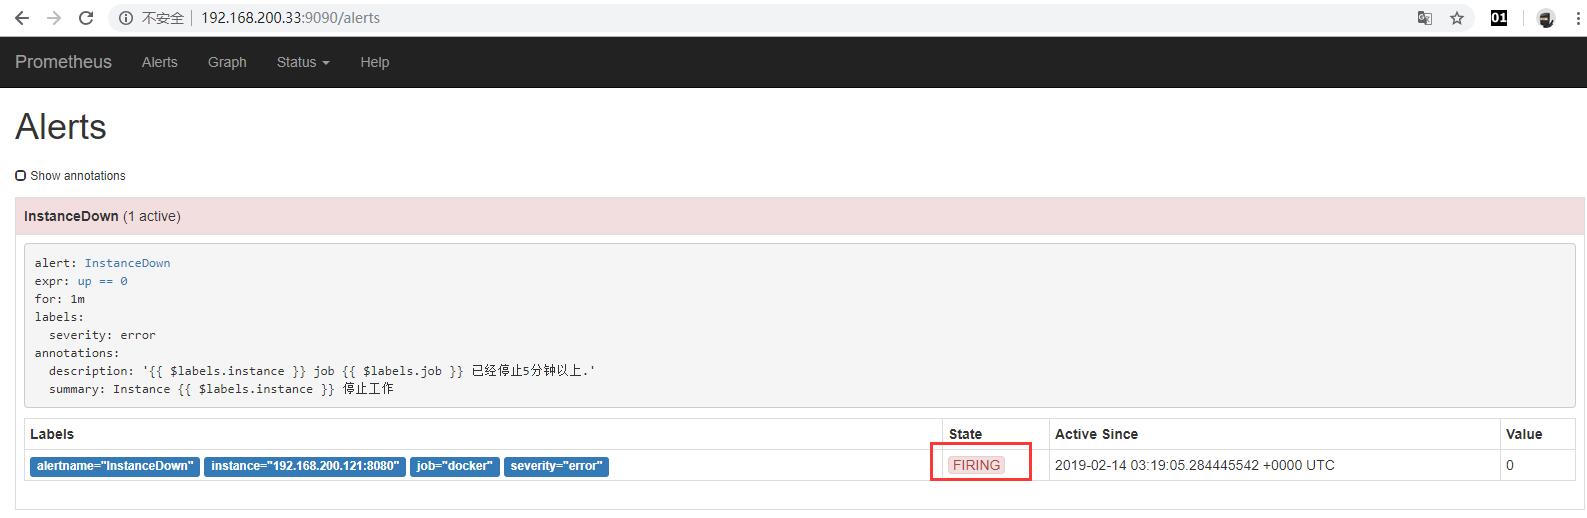 不安全 192.168.200.33:9090/alerts 01
Prometheus Alerts Graph Status Help
Alerts
Show annotations
InstanceDown (1 active)
alert: InstanceDown
expr: up == 0
for: 1m
labels:
severity: error
annotations:
description: '{{ $labels.instance }} job {{ $labels.job }} 已经停止5分钟以上.'
summary: Instance {{ $labels.instance }} 停止工作
Labels State Active Since Value
alertname="InstanceDown" instance="192.168.200.121:8080" job="docker" severity="error" FIRING 2019-02-14 03:19:05.284445542 +0000 UTC 0